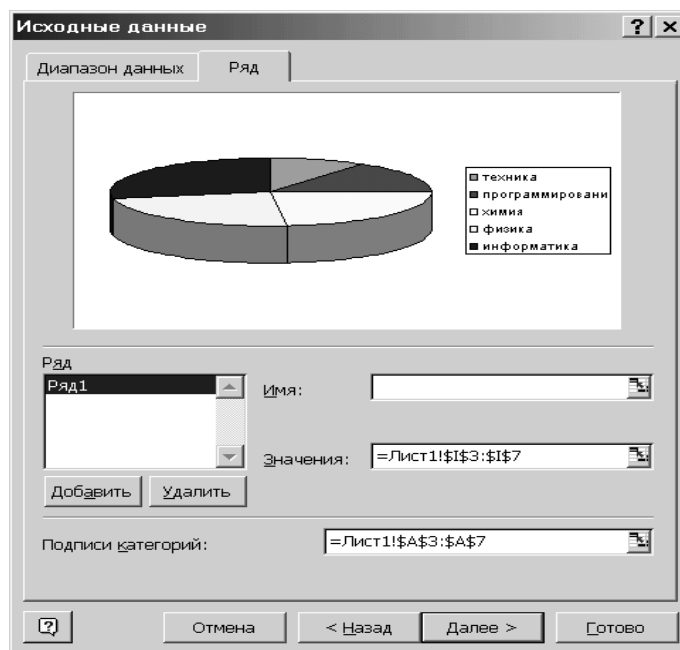 Исходные данные
Диапазон данных
Ряд
техника
программировани
химия
физика
информатика
Ряд
Ряд1
Имя:
Значения:
=Лист1!$I$3:$I$7
Добавить
Удалить
Подписи категорий:
=Лист1!$A$3:$A$7
Отмена
< Назад
Далее >
Готово